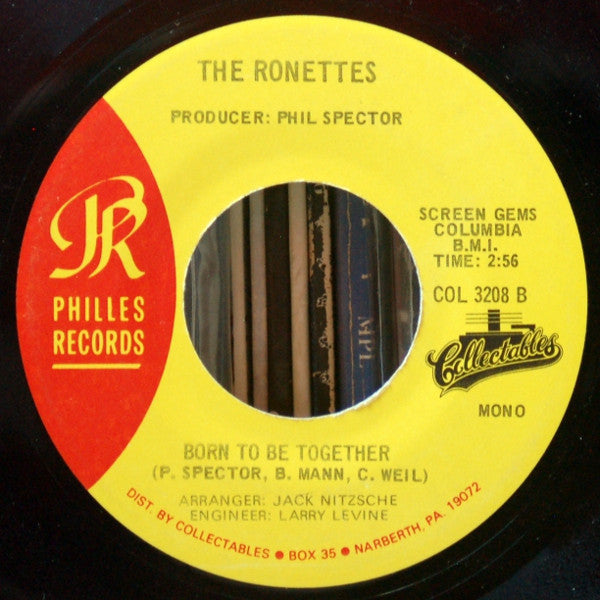 THE RONETTES
PRODUCER: PHIL SPECTOR
SCREEN GEMS
COLUMBIA
B.M.I.
TIME: 2:56
COL 3208 B
PR
PHILLES
RECORDS
Collectables
MONO
MPL
BORN TO BE TOGETHER
(P. SPECTOR, B. MANN, C. WEIL)
ARRANGER: JACK NITZSCHE
ENGINEER: LARRY LEVINE
DIST. BY COLLECTABLES • BOX 35 • NARBERTH, PA. 19072